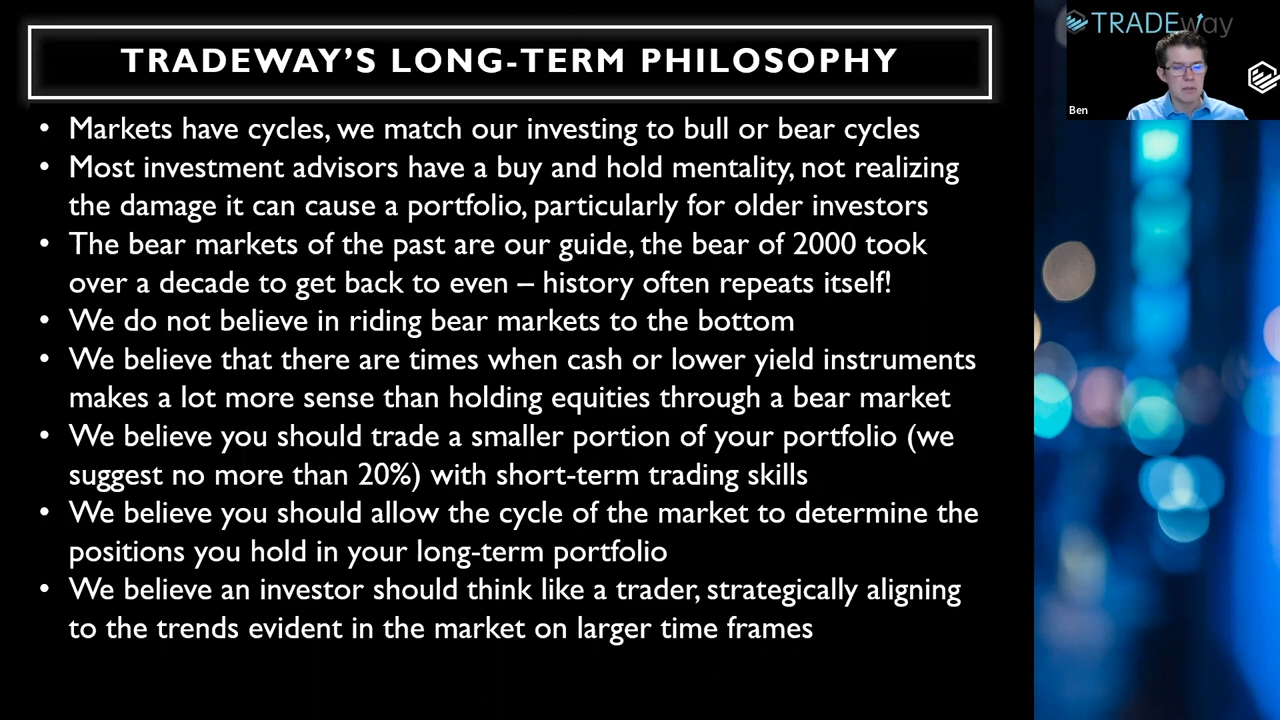 TRADEWAY’S LONG-TERM PHILOSOPHY
• Markets have cycles, we match our investing to bull or bear cycles
• Most investment advisors have a buy and hold mentality, not realizing
the damage it can cause a portfolio, particularly for older investors
• The bear markets of the past are our guide, the bear of 2000 took
over a decade to get back to even – history often repeats itself!
• We do not believe in riding bear markets to the bottom
• We believe that there are times when cash or lower yield instruments
makes a lot more sense than holding equities through a bear market
• We believe you should trade a smaller portion of your portfolio (we
suggest no more than 20%) with short-term trading skills
• We believe you should allow the cycle of the market to determine the
positions you hold in your long-term portfolio
• We believe an investor should think like a trader, strategically aligning
to the trends evident in the market on larger time frames
TRADEway
Ben